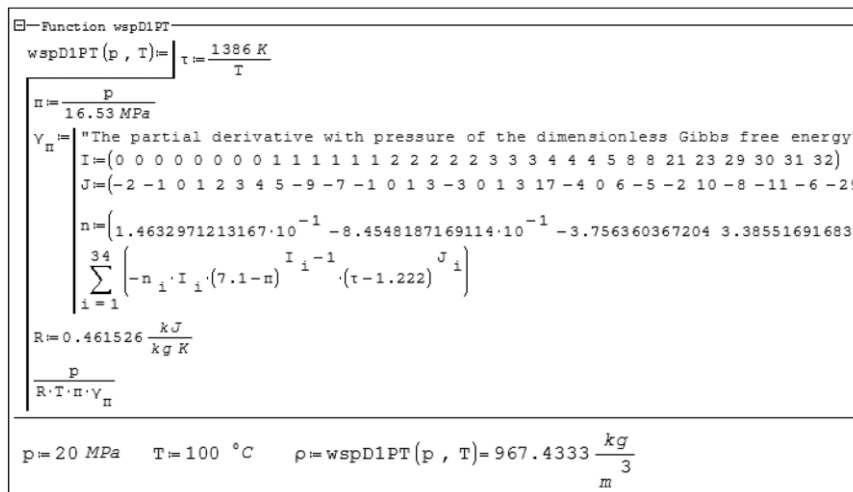 Function wspD1PT
wspD1PT(p , T):= τ:= 1386 K / T
π:= p / 16.53 MPa
γ_π:= "The partial derivative with pressure of the dimensionless Gibbs free energy
I:=(0 0 0 0 0 0 0 0 1 1 1 1 1 1 2 2 2 2 2 3 3 3 4 4 4 5 8 8 21 23 29 30 31 32)
J:=(-2 -1 0 1 2 3 4 5 -9 -7 -1 0 1 3 -3 0 1 3 17 -4 0 6 -5 -2 10 -8 -11 -6 -29
n:=(1.4632971213167·10^-1 -8.4548187169114·10^-1 -3.756360367204 3.38551691683
∑_{i = 1}^{34} (-n_i·I_i·(7.1-π)^{I_i-1}·(τ-1.222)^{J_i})
R:=0.461526 kJ / kg K
p / R·T·π·γ_π
p:=20 MPa T:=100 °C ρ:=wspD1PT(p , T)=967.4333 kg / m^3